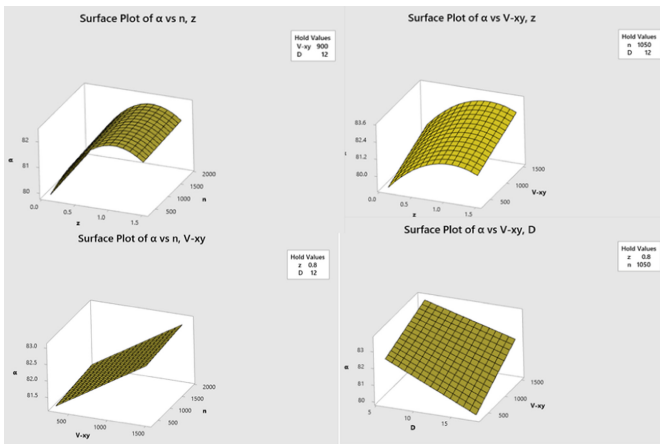 Surface Plot of α vs n, z
Hold Values
V-xy 900
D 12
82
81
80
α
0.0
0.5
1.0
1.5
z
500
1000
1500
2000
n
Surface Plot of α vs V-xy, z
Hold Values
n 1050
D 12
83.6
82.4
81.2
80.0
0.0
0.5
1.0
1.5
z
500
1000
1500
V-xy
Surface Plot of α vs n, V-xy
Hold Values
z 0.8
D 12
83.0
82.5
82.0
81.5
α
500
1000
1500
V-xy
500
1000
1500
2000
n
Surface Plot of α vs V-xy, D
Hold Values
z 0.8
n 1050
83
82
81
80
α
5
10
15
D
500
1000
1500
V-xy